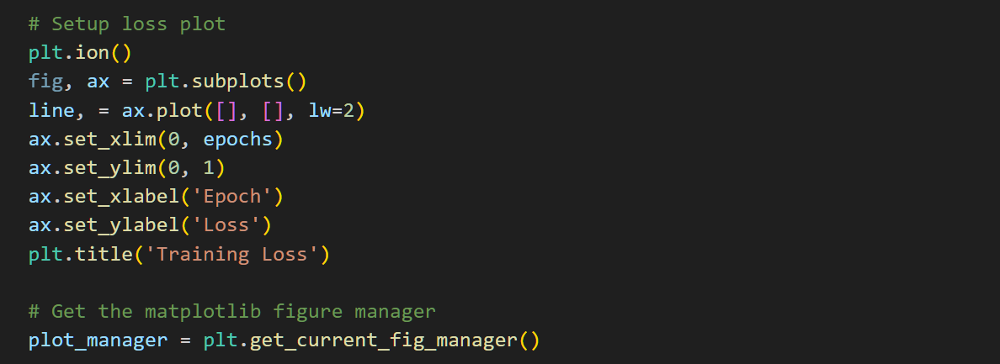 # Setup loss plot
plt.ion()
fig, ax = plt.subplots()
line, = ax.plot([], [], lw=2)
ax.set_xlim(0, epochs)
ax.set_ylim(0, 1)
ax.set_xlabel('Epoch')
ax.set_ylabel('Loss')
plt.title('Training Loss')
# Get the matplotlib figure manager
plot_manager = plt.get_current_fig_manager()